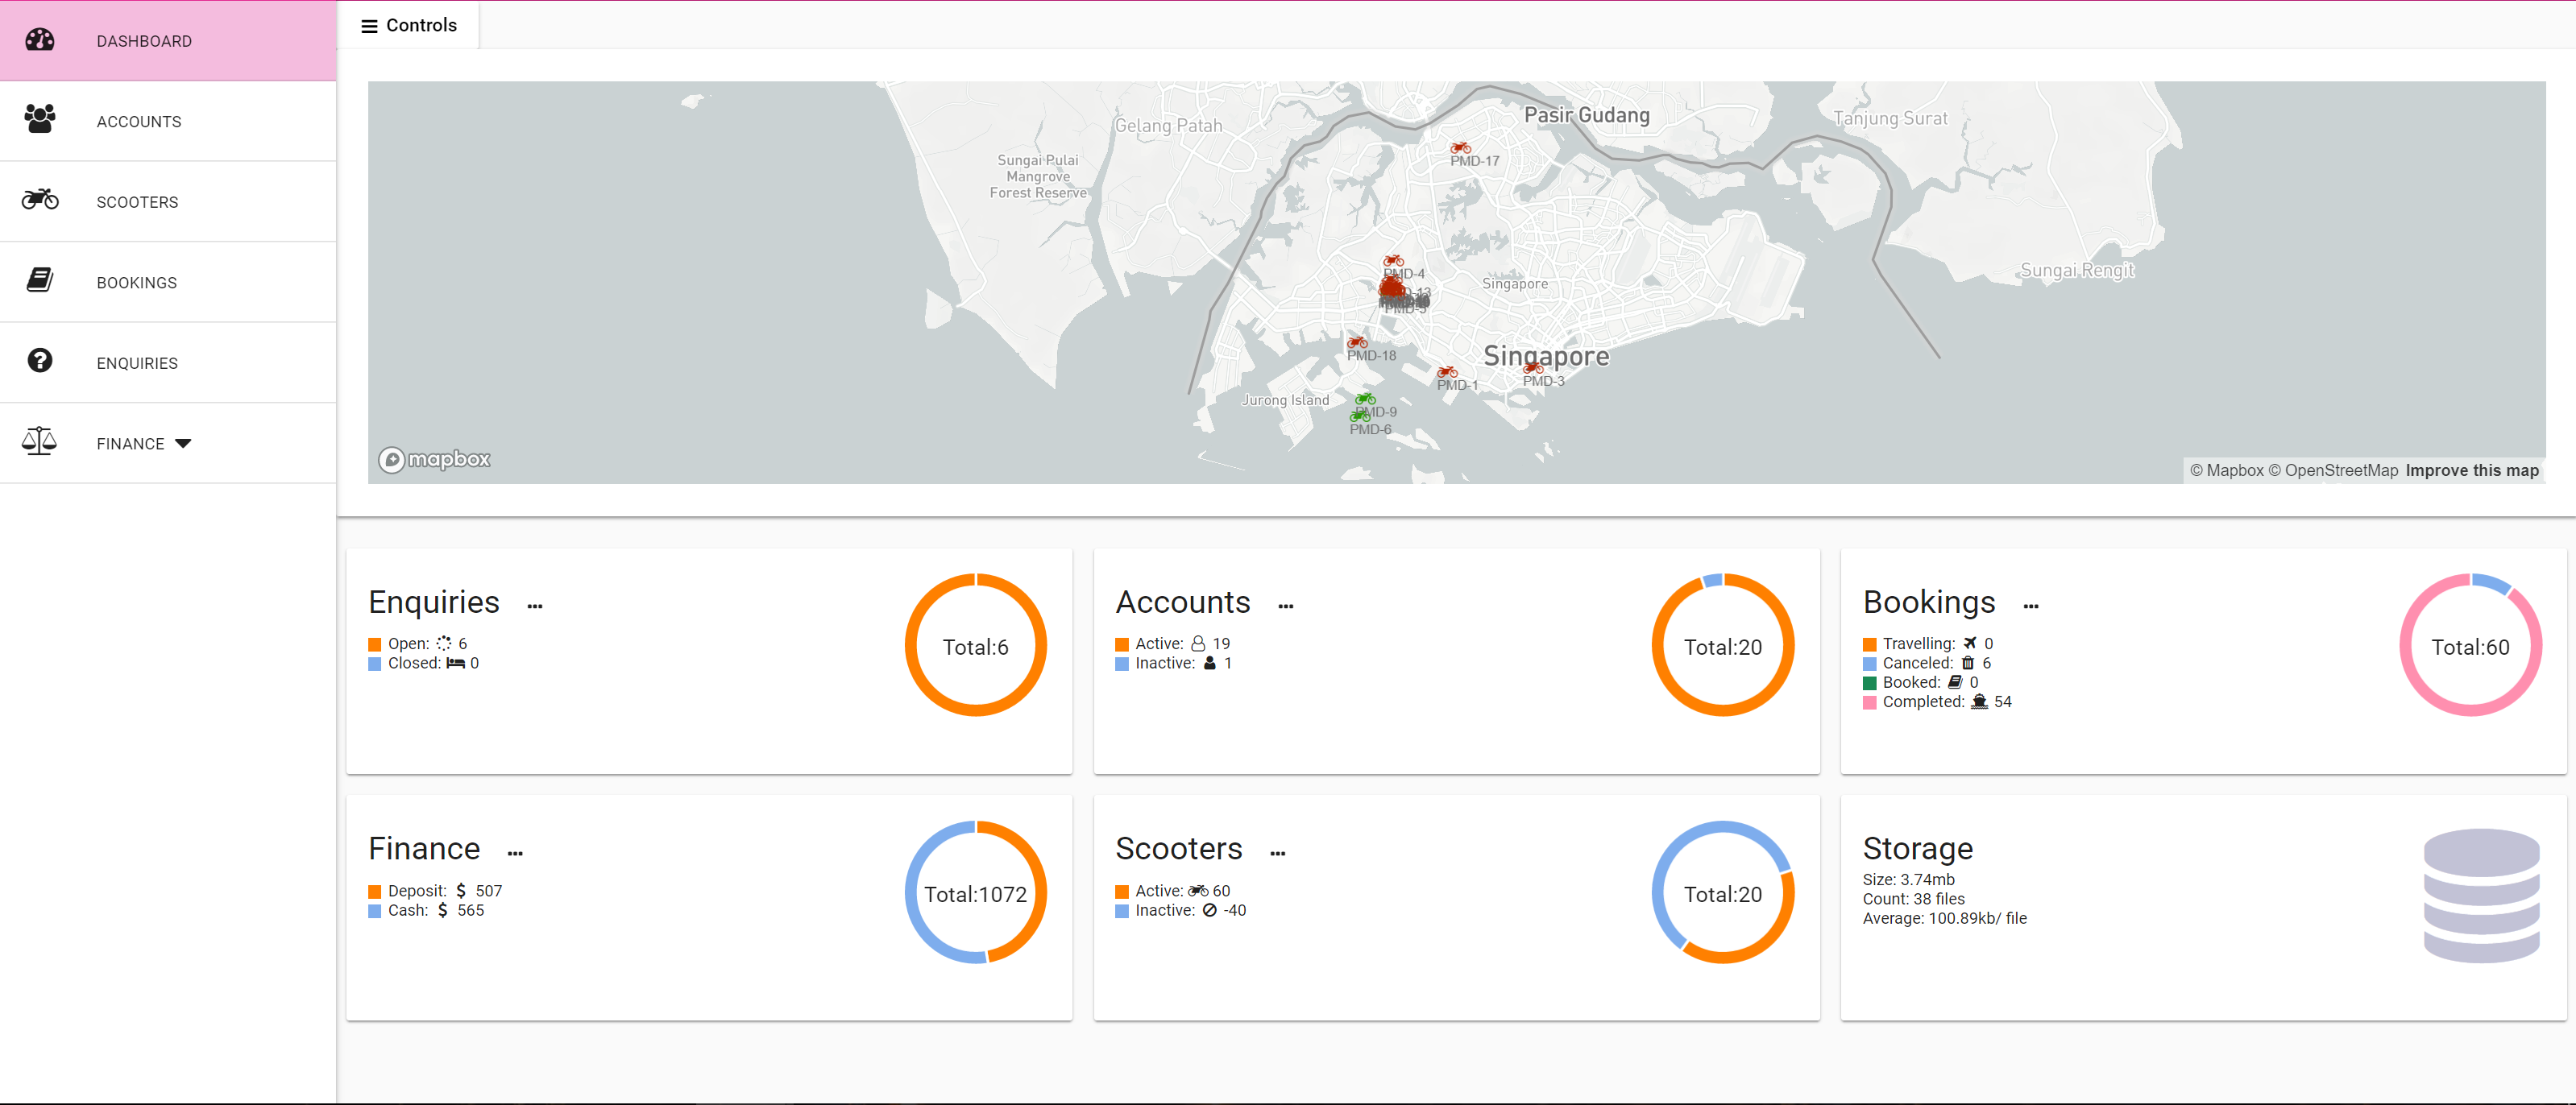 DASHBOARD
ACCOUNTS
SCOOTERS
BOOKINGS
ENQUIRIES
FINANCE
Controls
Pasir Gudang
Gelang Patah
Tanjung Surat
Sungai Pulai
Mangrove
Forest Reserve
PMD-17
Sungai Rengit
PMD-4
Singapore
PMD-5
Singapore
PMD-18
PMD-1
PMD-3
Jurong Island
PMD-9
PMD-6
mapbox
© Mapbox © OpenStreetMap Improve this map
Enquiries ...
Open: 6
Closed: 0
Total:6
Accounts ...
Active: 19
Inactive: 1
Total:20
Bookings ...
Travelling: 0
Canceled: 6
Booked: 0
Completed: 54
Total:60
Finance ...
Deposit: $ 507
Cash: $ 565
Total:1072
Scooters ...
Active: 60
Inactive: -40
Total:20
Storage
Size: 3.74mb
Count: 38 files
Average: 100.89kb/ file